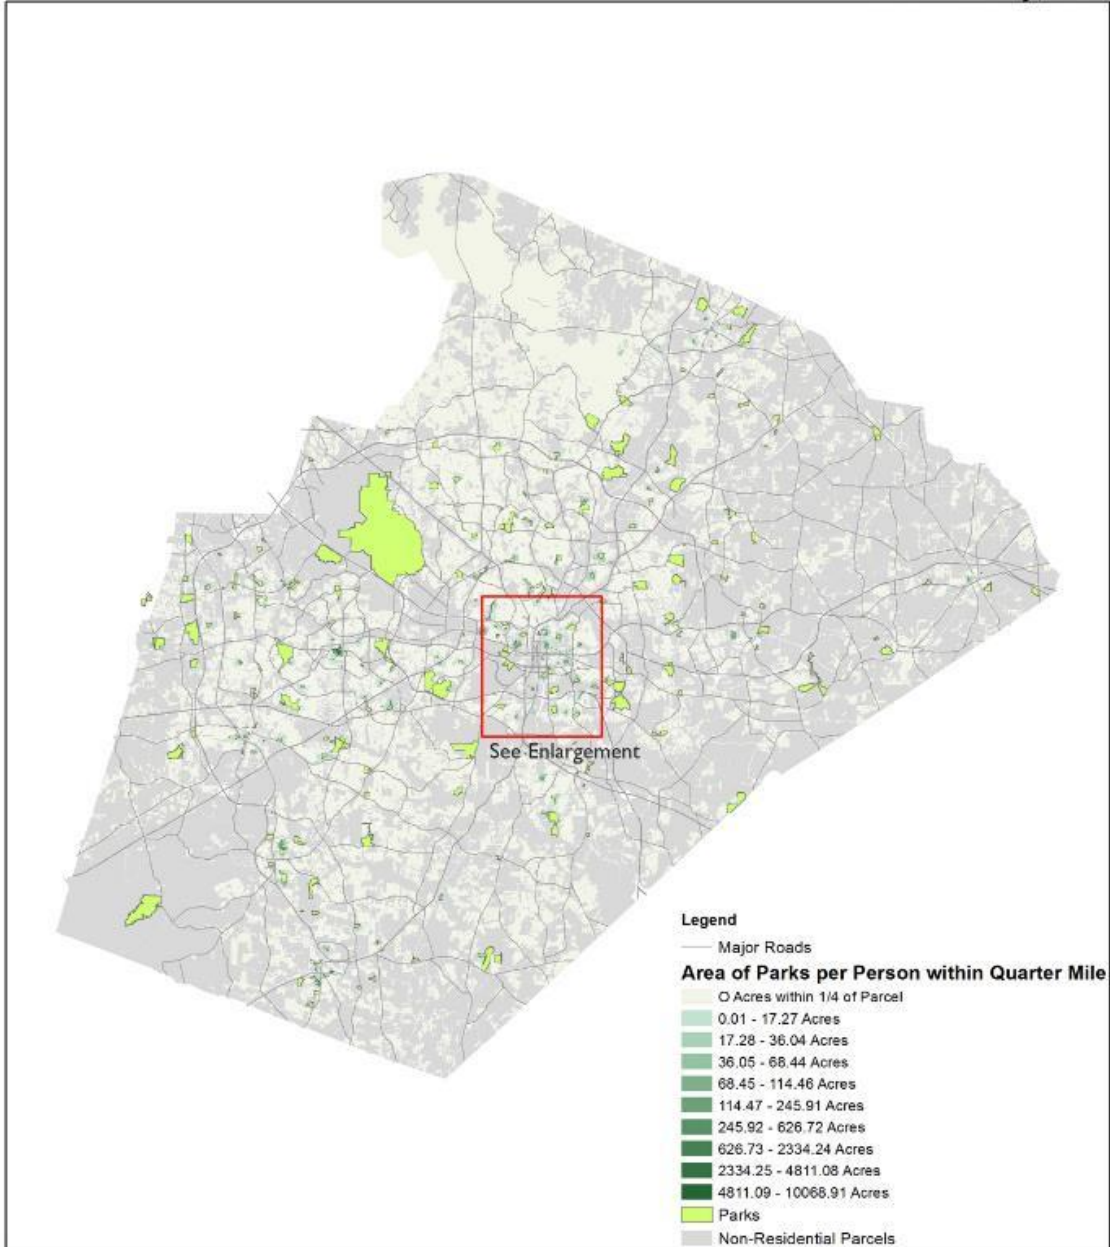 See Enlargement
Legend
Major Roads
Area of Parks per Person within Quarter Mile
O Acres within 1/4 of Parcel
0.01 - 17.27 Acres
17.28 - 36.04 Acres
36.05 - 68.44 Acres
68.45 - 114.46 Acres
114.47 - 245.91 Acres
245.92 - 626.72 Acres
626.73 - 2334.24 Acres
2334.25 - 4811.08 Acres
4811.09 - 10068.91 Acres
Parks
Non-Residential Parcels